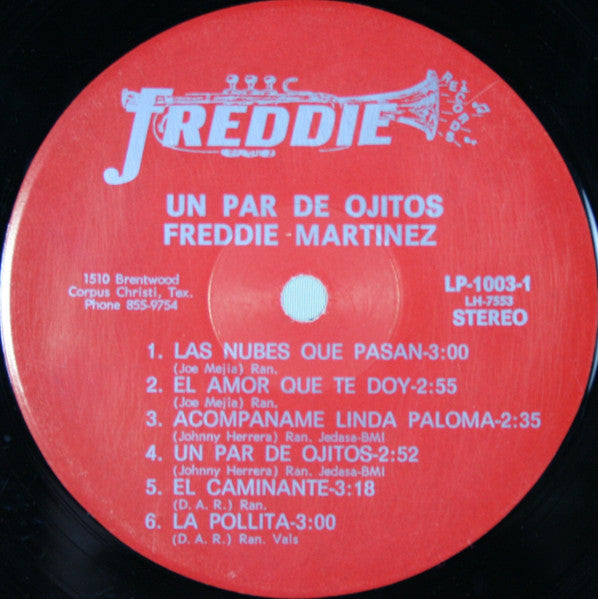 FREDDIE
RECORDS
UN PAR DE OJITOS
FREDDIE - MARTINEZ
1510 Brentwood
Corpus Christi, Tex.
Phone 855-9754
LP-1003-1
LH-7553
STEREO
1. LAS NUBES QUE PASAN-3:00
(Joe Mejia) Ran.
2. EL AMOR QUE TE DOY-2:55
(Joe Mejia) Ran.
3. ACOMPANAME LINDA PALOMA-2:35
(Johnny Herrera) Ran. Jedasa-BMI
4. UN PAR DE OJITOS-2:52
(Johnny Herrera) Ran. Jedasa-BMI
5. EL CAMINANTE-3:18
(D. A. R.) Ran.
6. LA POLLITA-3:00
(D. A. R.) Ran. Vals